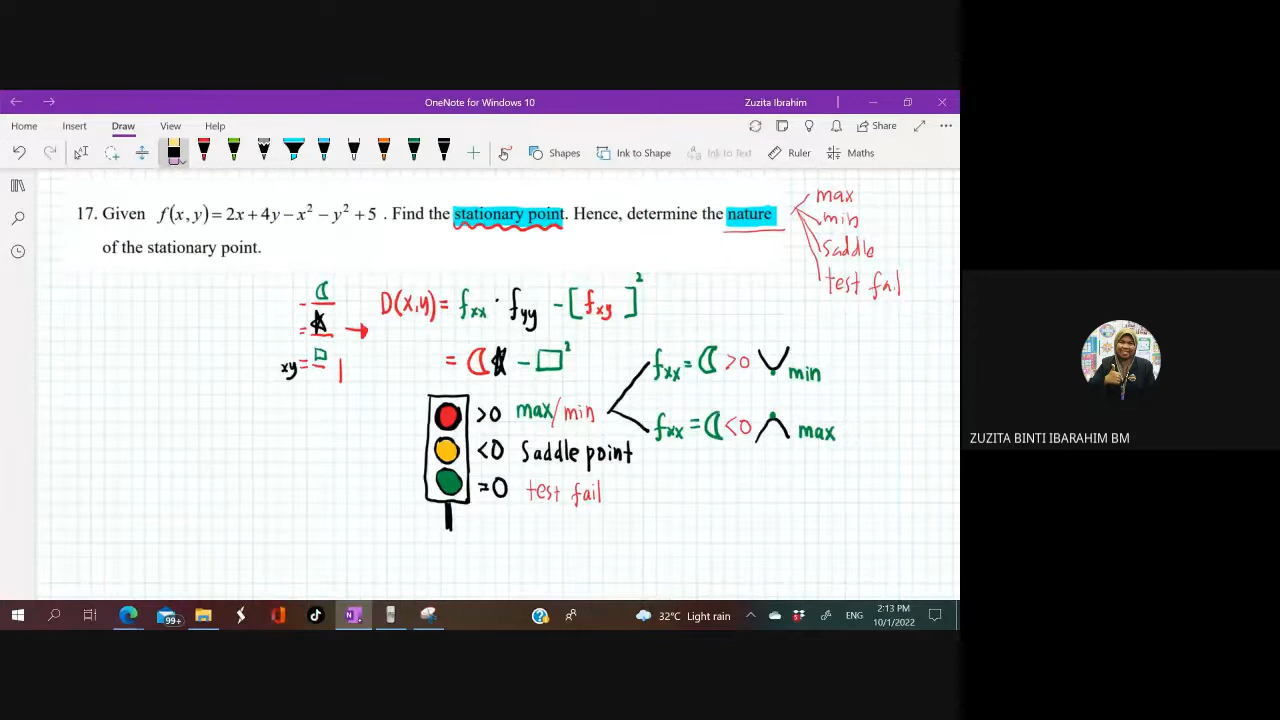 OneNote for Windows 10
Zuzita Ibrahim
Home Insert Draw View Help
Share
Shapes Ink to Shape Ink to Text Ruler Maths
17. Given f(x, y) = 2x + 4y − x² − y² + 5 . Find the stationary point. Hence, determine the nature
of the stationary point.
max
min
saddle
test fail
D(x,y) = fxx · fyy − [fxy]²
xy =
fxx = >0 min
>0 max/min
fxx = <0 max
<0 Saddle point
=0 test fail
ZUZITA BINTI IBARAHIM BM
99+
32°C Light rain
ENG
2:13 PM
10/1/2022